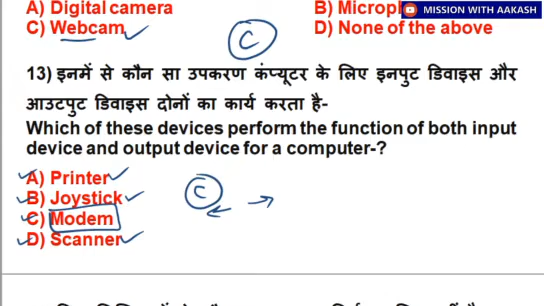 A) Digital camera
B) Microp
MISSION WITH AAKASH
C) Webcam
D) None of the above
C
13) इनमें से कौन सा उपकरण कंप्यूटर के लिए इनपुट डिवाइस और
आउटपुट डिवाइस दोनों का कार्य करता है-
Which of these devices perform the function of both input
device and output device for a computer-?
A) Printer
B) Joystick
C) Modem
D) Scanner
C